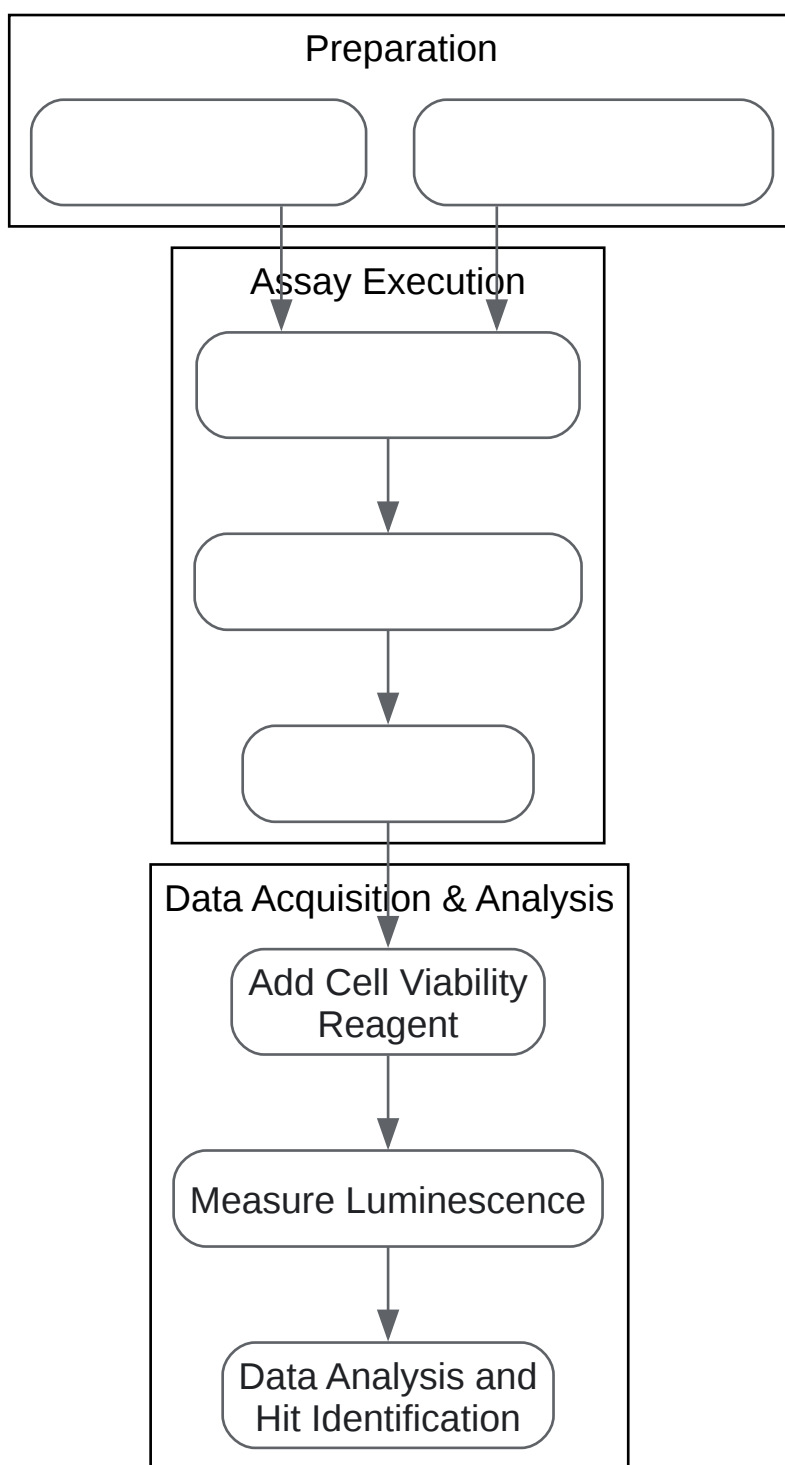 Preparation
Assay Execution
Data Acquisition & Analysis
Add Cell Viability
Reagent
Measure Luminescence
Data Analysis and
Hit Identification